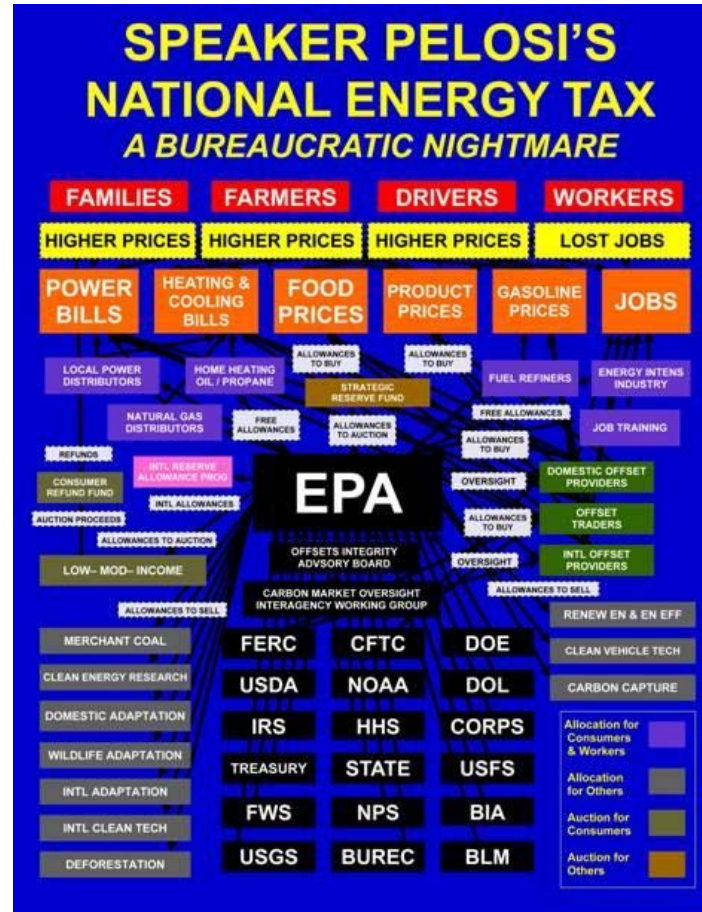 SPEAKER PELOSI'S
NATIONAL ENERGY TAX
A BUREAUCRATIC NIGHTMARE
FAMILIES
FARMERS
DRIVERS
WORKERS
HIGHER PRICES
HIGHER PRICES
HIGHER PRICES
LOST JOBS
POWER
BILLS
HEATING &
COOLING
BILLS
FOOD
PRICES
PRODUCT
PRICES
GASOLINE
PRICES
JOBS
ALLOWANCES
TO BUY
ALLOWANCES
TO BUY
LOCAL POWER
DISTRIBUTORS
HOME HEATING
OIL / PROPANE
STRATEGIC
RESERVE FUND
FUEL REFINERS
ENERGY INTENS
INDUSTRY
NATURAL GAS
DISTRIBUTORS
FREE
ALLOWANCES
ALLOWANCES
TO AUCTION
FREE ALLOWANCES
ALLOWANCES
TO BUY
JOB TRAINING
REFUNDS
CONSUMER
REFUND FUND
INTL RESERVE
ALLOWANCE PROG
EPA
OVERSIGHT
DOMESTIC OFFSET
PROVIDERS
INTL ALLOWANCES
AUCTION PROCEEDS
ALLOWANCES
TO BUY
OFFSET
TRADERS
ALLOWANCES TO AUCTION
OFFSETS INTEGRITY
ADVSORY BOARD
OVERSIGHT
INTL OFFSET
PROVIDERS
LOW– MOD– INCOME
CARBON MARKET OVERSIGHT
INTERAGENCY WORKING GROUP
ALLOWANCES TO SELL
ALLOWANCES TO SELL
RENEW EN & EN EFF
CLEAN VEHICLE TECH
CARBON CAPTURE
MERCHANT COAL
CLEAN ENERGY RESEARCH
DOMESTIC ADAPTATION
WILDLIFE ADAPTATION
INTL ADAPTATION
INTL CLEAN TECH
DEFORESTATION
FERC
CFTC
DOE
USDA
NOAA
DOL
IRS
HHS
CORPS
TREASURY
STATE
USFS
FWS
NPS
BIA
USGS
BUREC
BLM
Allocation for
Consumers
& Workers
Allocation
for Others
Auction for
Consumers
Auction for
Others